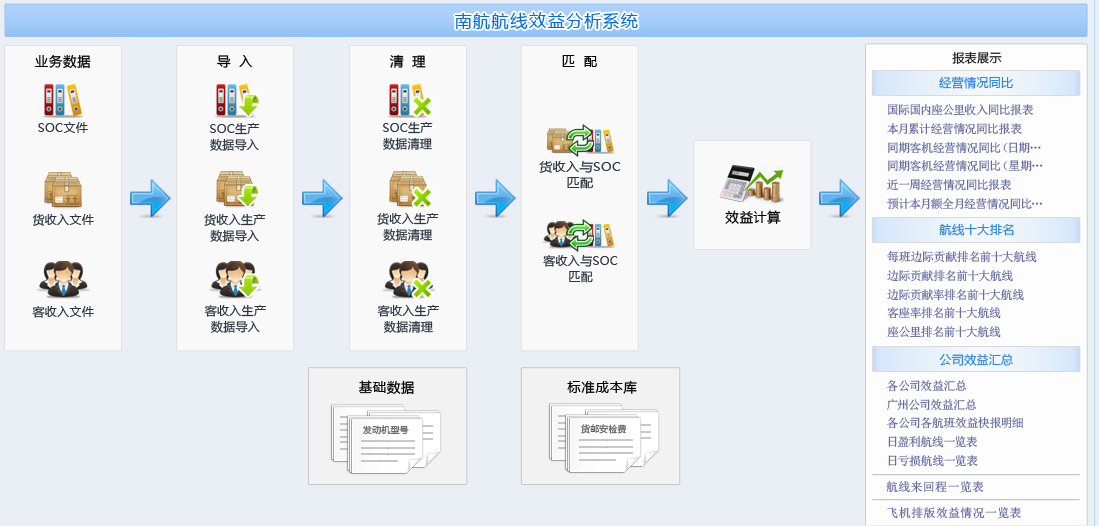 南航航线效益分析系统
业务数据
SOC文件
货收入文件
客收入文件
导 入
SOC生产
数据导入
货收入生产
数据导入
客收入生产
数据导入
清 理
SOC生产
数据清理
货收入生产
数据清理
客收入生产
数据清理
匹 配
货收入与SOC
匹配
客收入与SOC
匹配
效益计算
基础数据
发动机型号
标准成本库
货邮安检费
报表展示
经营情况同比
国际国内座公里收入同比报表
本月累计经营情况同比报表
同期客机经营情况同比（日期…
同期客机经营情况同比（星期…
近一周经营情况同比报表
预计本月额全月经营情况同比…
航线十大排名
每班边际贡献排名前十大航线
边际贡献排名前十大航线
边际贡献率排名前十大航线
客座率排名前十大航线
座公里排名前十大航线
公司效益汇总
各公司效益汇总
广州公司效益汇总
各公司各航班效益快报明细
日盈利航线一览表
日亏损航线一览表
航线来回程一览表
飞机排版效益情况一览表